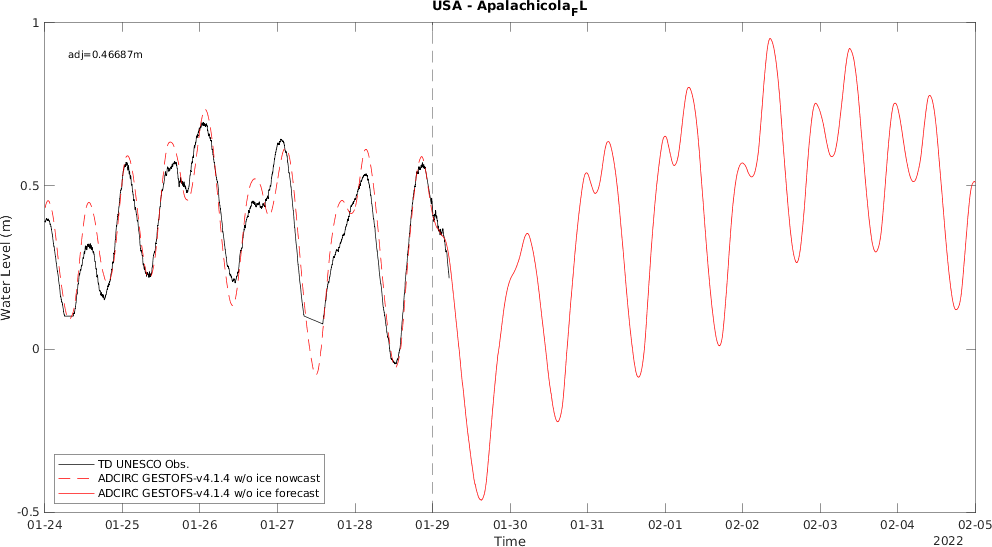 USA - Apalachicola_FL
adj=0.46687m
Water Level (m)
1
0.5
0
-0.5
TD UNESCO Obs.
ADCIRC GESTOFS-v4.1.4 w/o ice nowcast
ADCIRC GESTOFS-v4.1.4 w/o ice forecast
01-24 01-25 01-26 01-27 01-28 01-29 01-30 01-31 02-01 02-02 02-03 02-04 02-05
Time
2022